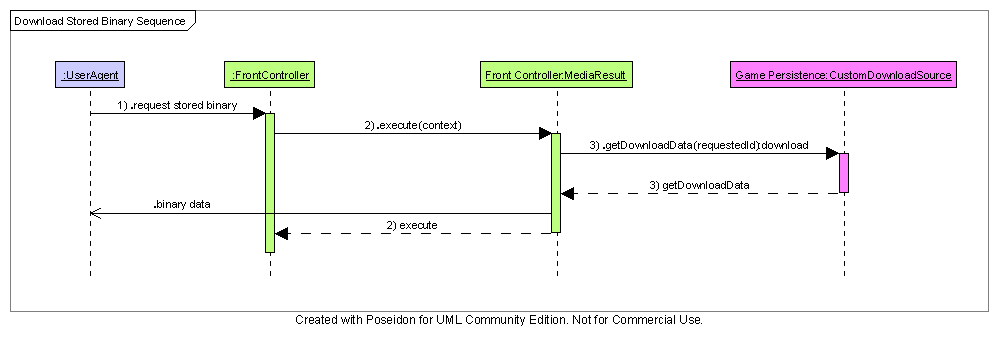 Download Stored Binary Sequence
:UserAgent
:FrontController
Front Controller:MediaResult
Game Persistence:CustomDownloadSource
1) .request stored binary
2) .execute(context)
3) .getDownloadData(requestedId):download
3) getDownloadData
.binary data
2) execute
Created with Poseidon for UML Community Edition. Not for Commercial Use.